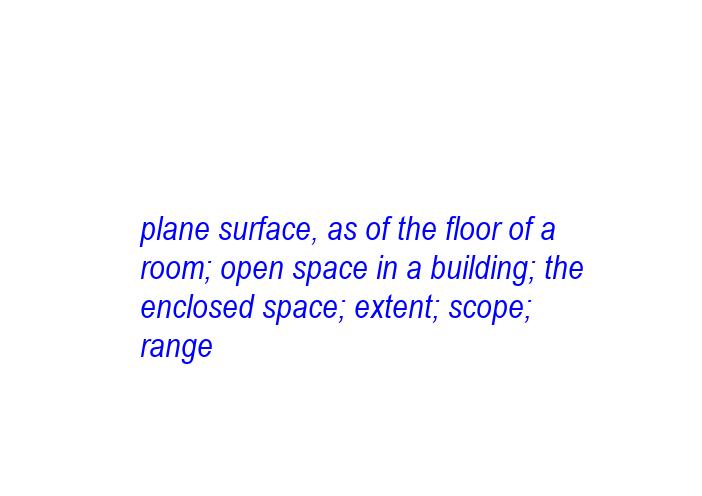 plane surface, as of the floor of a
room; open space in a building; the
enclosed space; extent; scope;
range